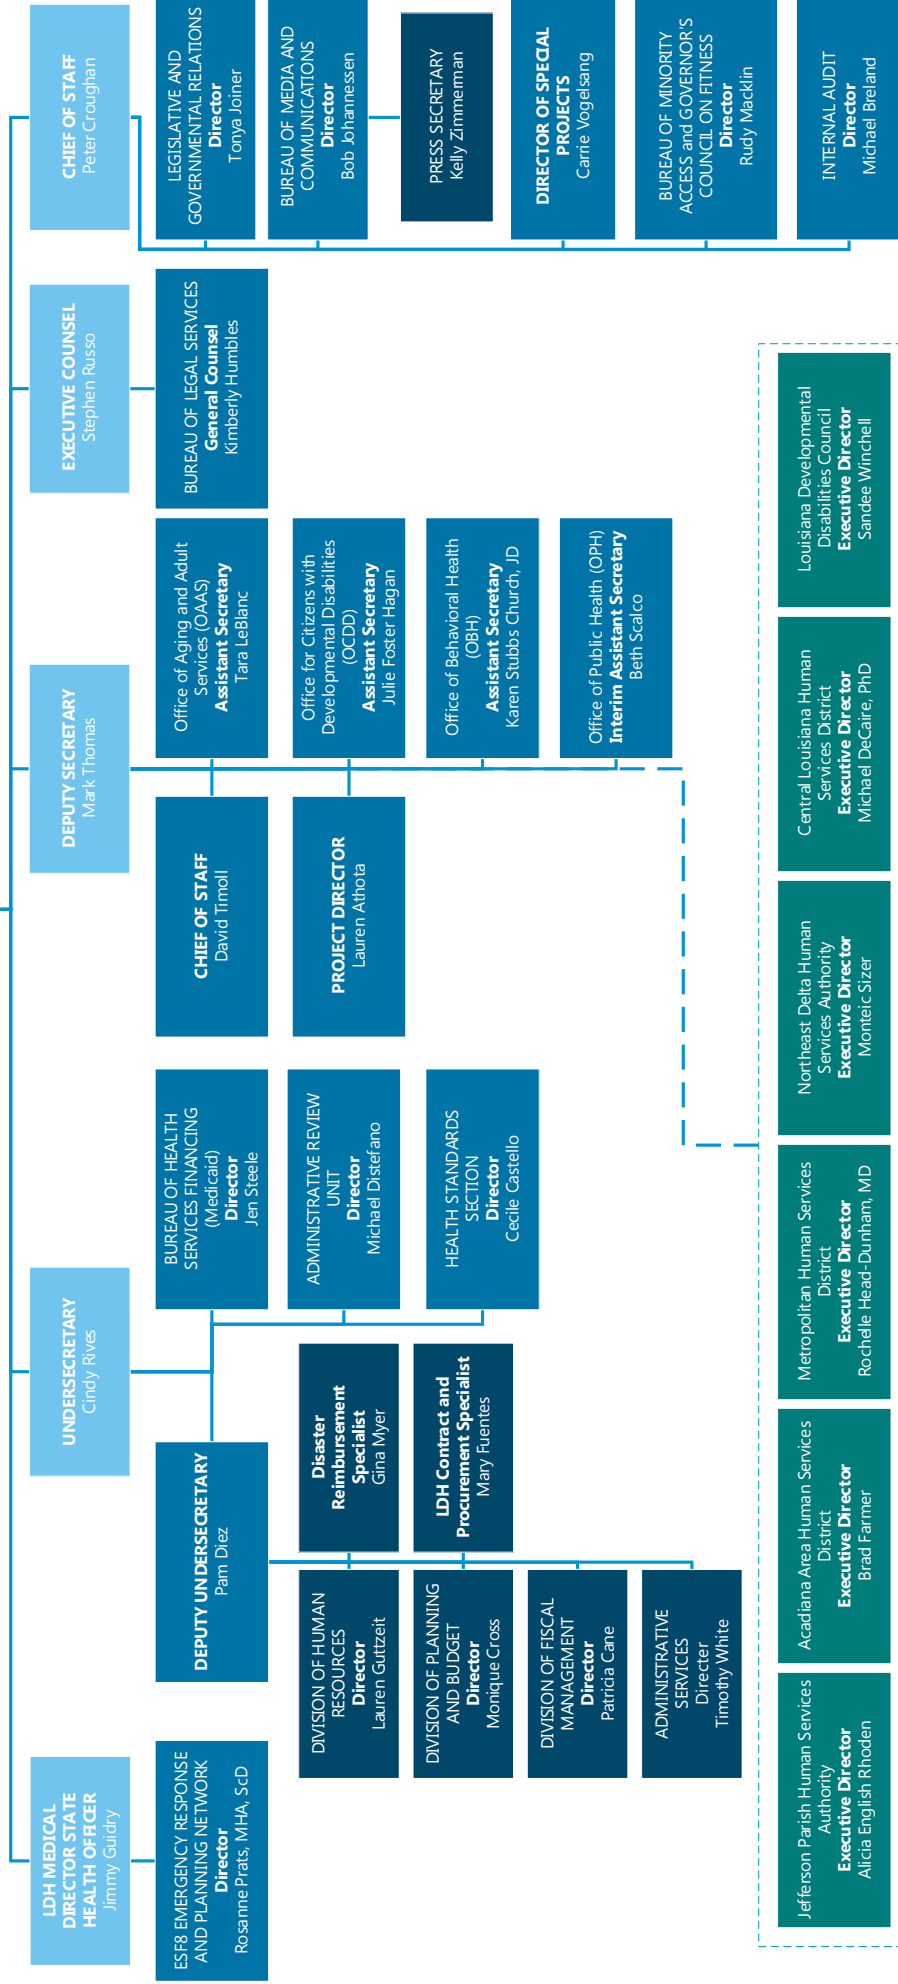 LDH MEDICAL
DIRECTOR STATE
HEALTH OFFICER
Jimmy Guidry
ESF8 EMERGENCY RESPONSE
AND PLANNING NETWORK
Director
Rosanne Prats, MHA, ScD
UNDERSECRETARY
Cindy Rives
DEPUTY UNDERSECRETARY
Pam Diez
DIVISION OF HUMAN
RESOURCES
Director
Lauren Guttzeit
DIVISION OF PLANNING
AND BUDGET
Director
Monique Cross
DIVISION OF FISCAL
MANAGEMENT
Director
Patricia Cane
ADMINISTRATIVE
SERVICES
Directer
Timothy White
Disaster
Reimbursement
Specialist
Gina Myer
LDH Contract and
Procurement Specialist
Mary Fuentes
BUREAU OF HEALTH
SERVICES FINANCING
(Medicaid)
Director
Jen Steele
ADMINISTRATIVE REVIEW
UNIT
Director
Michael Distefano
HEALTH STANDARDS
SECTION
Director
Cecile Castello
DEPUTY SECRETARY
Mark Thomas
CHIEF OF STAFF
David Timoll
PROJECT DIRECTOR
Lauren Athota
Office of Aging and Adult
Services (OAAS)
Assistant Secretary
Tara LeBlanc
Office for Citizens with
Developmental Disabilities
(OCDD)
Assistant Secretary
Julie Foster Hagan
Office of Behavioral Health
(OBH)
Assistant Secretary
Karen Stubbs Church, JD
Office of Public Health (OPH)
Interim Assistant Secretary
Beth Scalco
EXECUTIVE COUNSEL
Stephen Russo
BUREAU OF LEGAL SERVICES
General Counsel
Kimberly Humbles
CHIEF OF STAFF
Peter Croughan
LEGISLATIVE AND
GOVERNMENTAL RELATIONS
Director
Tonya Joiner
BUREAU OF MEDIA AND
COMMUNICATIONS
Director
Bob Johannessen
PRESS SECRETARY
Kelly Zimmerman
DIRECTOR OF SPECIAL
PROJECTS
Carrie Vogelsang
BUREAU OF MINORITY
ACCESS and GOVERNOR'S
COUNCIL ON FITNESS
Director
Rudy Macklin
INTERNAL AUDIT
Director
Michael Breland
Jefferson Parish Human Services
Authority
Executive Director
Alicia English Rhoden
Acadiana Area Human Services
District
Executive Director
Brad Farmer
Metropolitan Human Services
District
Executive Director
Rochelle Head-Dunham, MD
Northeast Delta Human
Services Authority
Executive Director
Monteic Sizer
Central Louisiana Human
Services District
Executive Director
Michael DeCaire, PhD
Louisiana Developmental
Disabilities Council
Executive Director
Sandee Winchell